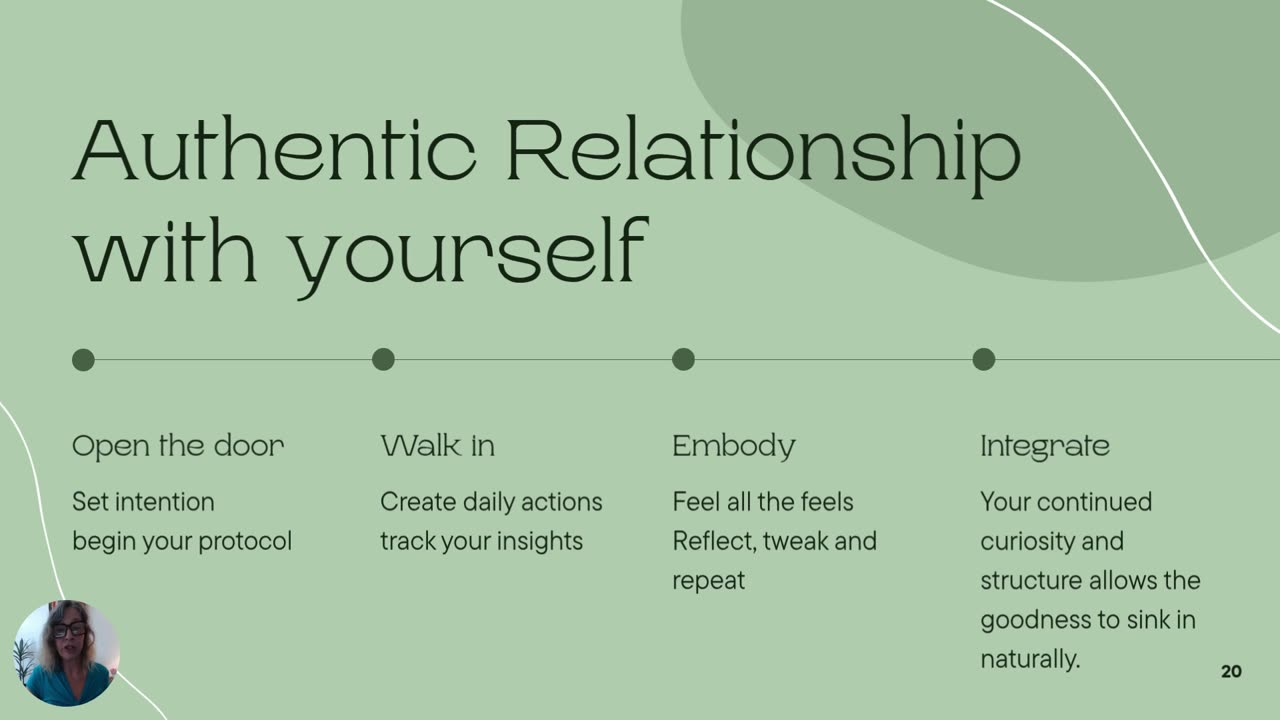 Authentic Relationship
with yourself
Open the door
Set intention
begin your protocol
Walk in
Create daily actions
track your insights
Embody
Feel all the feels
Reflect, tweak and
repeat
Integrate
Your continued
curiosity and
structure allows the
goodness to sink in
naturally.
20